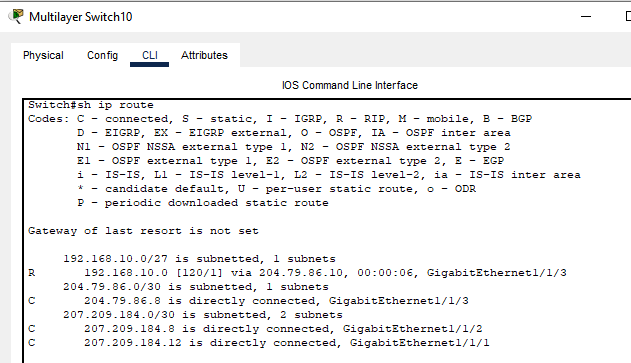 Multilayer Switch10
Physical Config CLI Attributes
IOS Command Line Interface
Switch#sh ip route
Codes: C - connected, S - static, I - IGRP, R - RIP, M - mobile, B - BGP
D - EIGRP, EX - EIGRP external, O - OSPF, IA - OSPF inter area
N1 - OSPF NSSA external type 1, N2 - OSPF NSSA external type 2
E1 - OSPF external type 1, E2 - OSPF external type 2, E - EGP
i - IS-IS, L1 - IS-IS level-1, L2 - IS-IS level-2, ia - IS-IS inter area
* - candidate default, U - per-user static route, o - ODR
P - periodic downloaded static route
Gateway of last resort is not set
192.168.10.0/27 is subnetted, 1 subnets
R 192.168.10.0 [120/1] via 204.79.86.10, 00:00:06, GigabitEthernet1/1/3
204.79.86.0/30 is subnetted, 1 subnets
C 204.79.86.8 is directly connected, GigabitEthernet1/1/3
207.209.184.0/30 is subnetted, 2 subnets
C 207.209.184.8 is directly connected, GigabitEthernet1/1/2
C 207.209.184.12 is directly connected, GigabitEthernet1/1/1